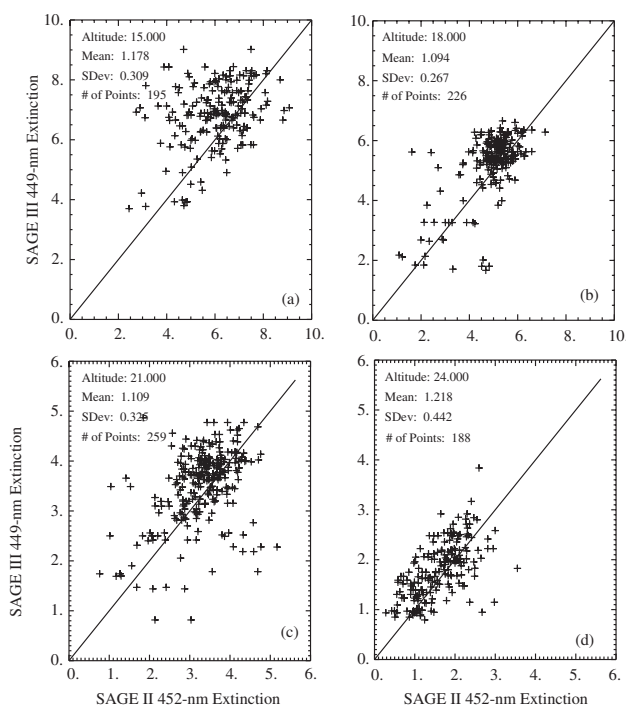 10.
8.
6.
4.
2.
0.
SAGE III 449-nm Extinction
Altitude: 15.000
Mean: 1.178
SDev: 0.309
# of Points: 195
(a)
0. 2. 4. 6. 8. 10.
10.
8.
6.
4.
2.
0.
Altitude: 18.000
Mean: 1.094
SDev: 0.267
# of Points: 226
(b)
0. 2. 4. 6. 8. 10.
6.
5.
4.
3.
2.
1.
0.
SAGE III 449-nm Extinction
Altitude: 21.000
Mean: 1.109
SDev: 0.326
# of Points: 259
(c)
0. 1. 2. 3. 4. 5. 6.
SAGE II 452-nm Extinction
6.
5.
4.
3.
2.
1.
0.
Altitude: 24.000
Mean: 1.218
SDev: 0.442
# of Points: 188
(d)
0. 1. 2. 3. 4. 5. 6.
SAGE II 452-nm Extinction